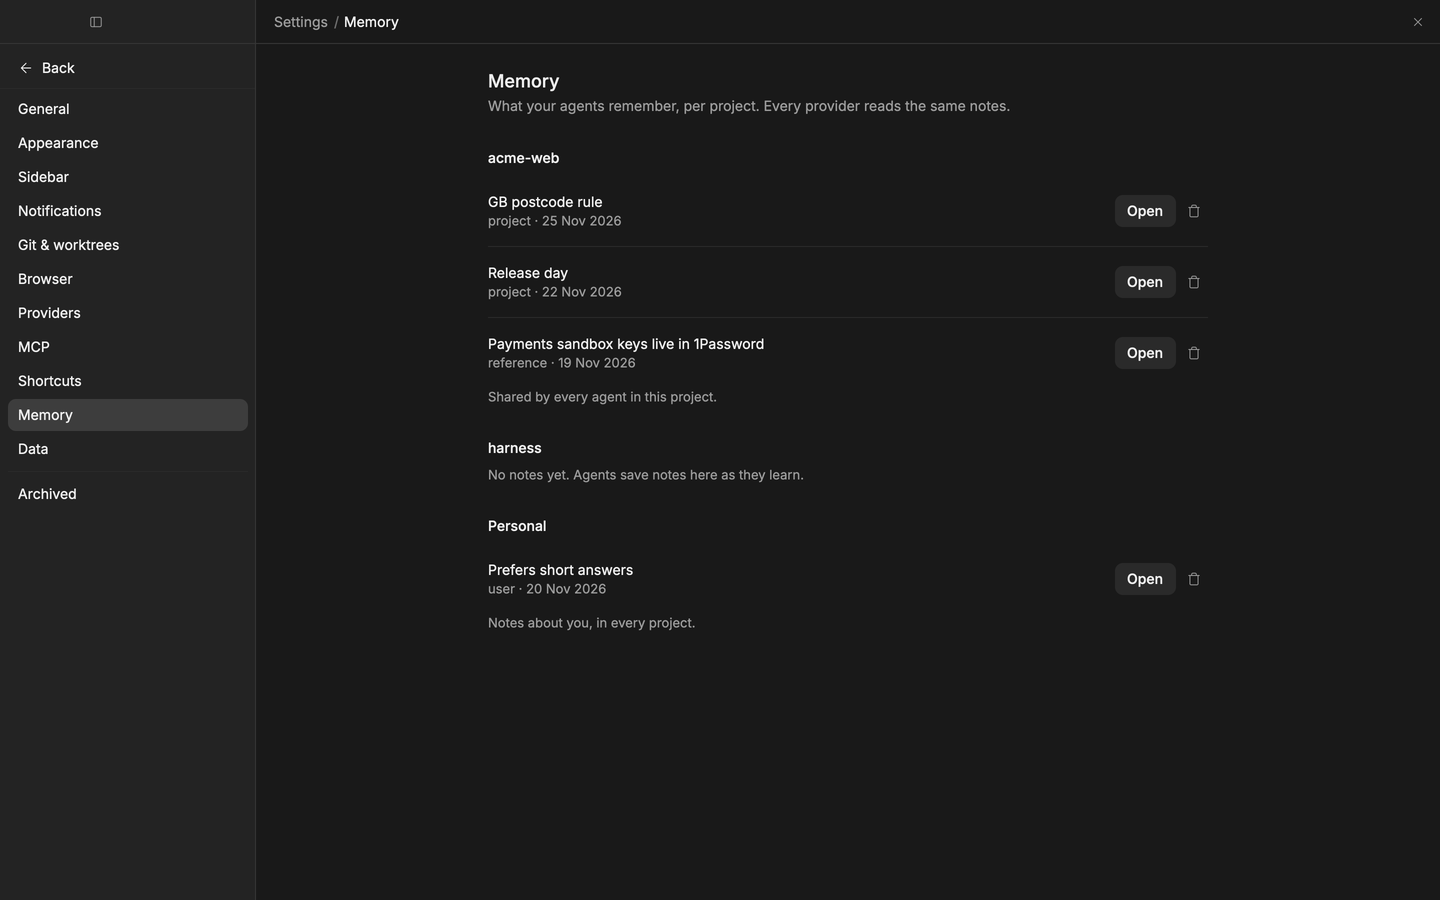 Settings / Memory
Back
General
Appearance
Sidebar
Notifications
Git & worktrees
Browser
Providers
MCP
Shortcuts
Memory
Data
Archived
Memory
What your agents remember, per project. Every provider reads the same notes.
acme-web
GB postcode rule
project · 25 Nov 2026
Open
Release day
project · 22 Nov 2026
Open
Payments sandbox keys live in 1Password
reference · 19 Nov 2026
Open
Shared by every agent in this project.
harness
No notes yet. Agents save notes here as they learn.
Personal
Prefers short answers
user · 20 Nov 2026
Open
Notes about you, in every project.